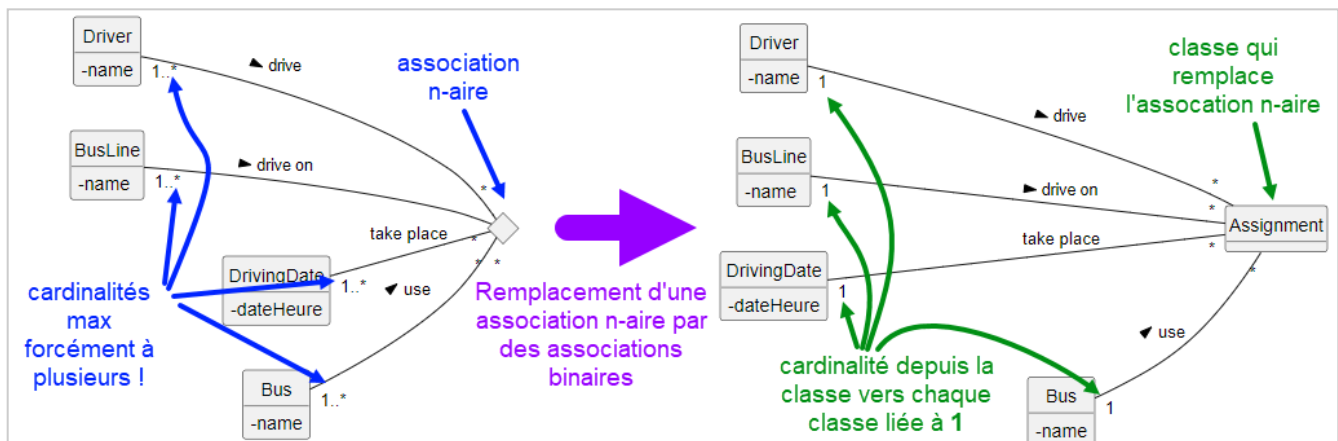 Driver
-name
1..*
drive
association
n-aire
BusLine
-name
1..*
drive on
*
take place
*
DrivingDate
-dateHeure
1..*
* *
use
cardinalités
max
forcément à
plusieurs !
Bus
-name
1..*
Remplacement d'une
association n-aire par
des associations
binaires
Driver
-name
1
drive
classe qui
remplace
l'assocation n-aire
BusLine
-name
1
drive on
*
*
Assignment
take place
*
*
DrivingDate
-dateHeure
1
use
cardinalité depuis la
classe vers chaque
classe liée à 1
Bus
-name
1